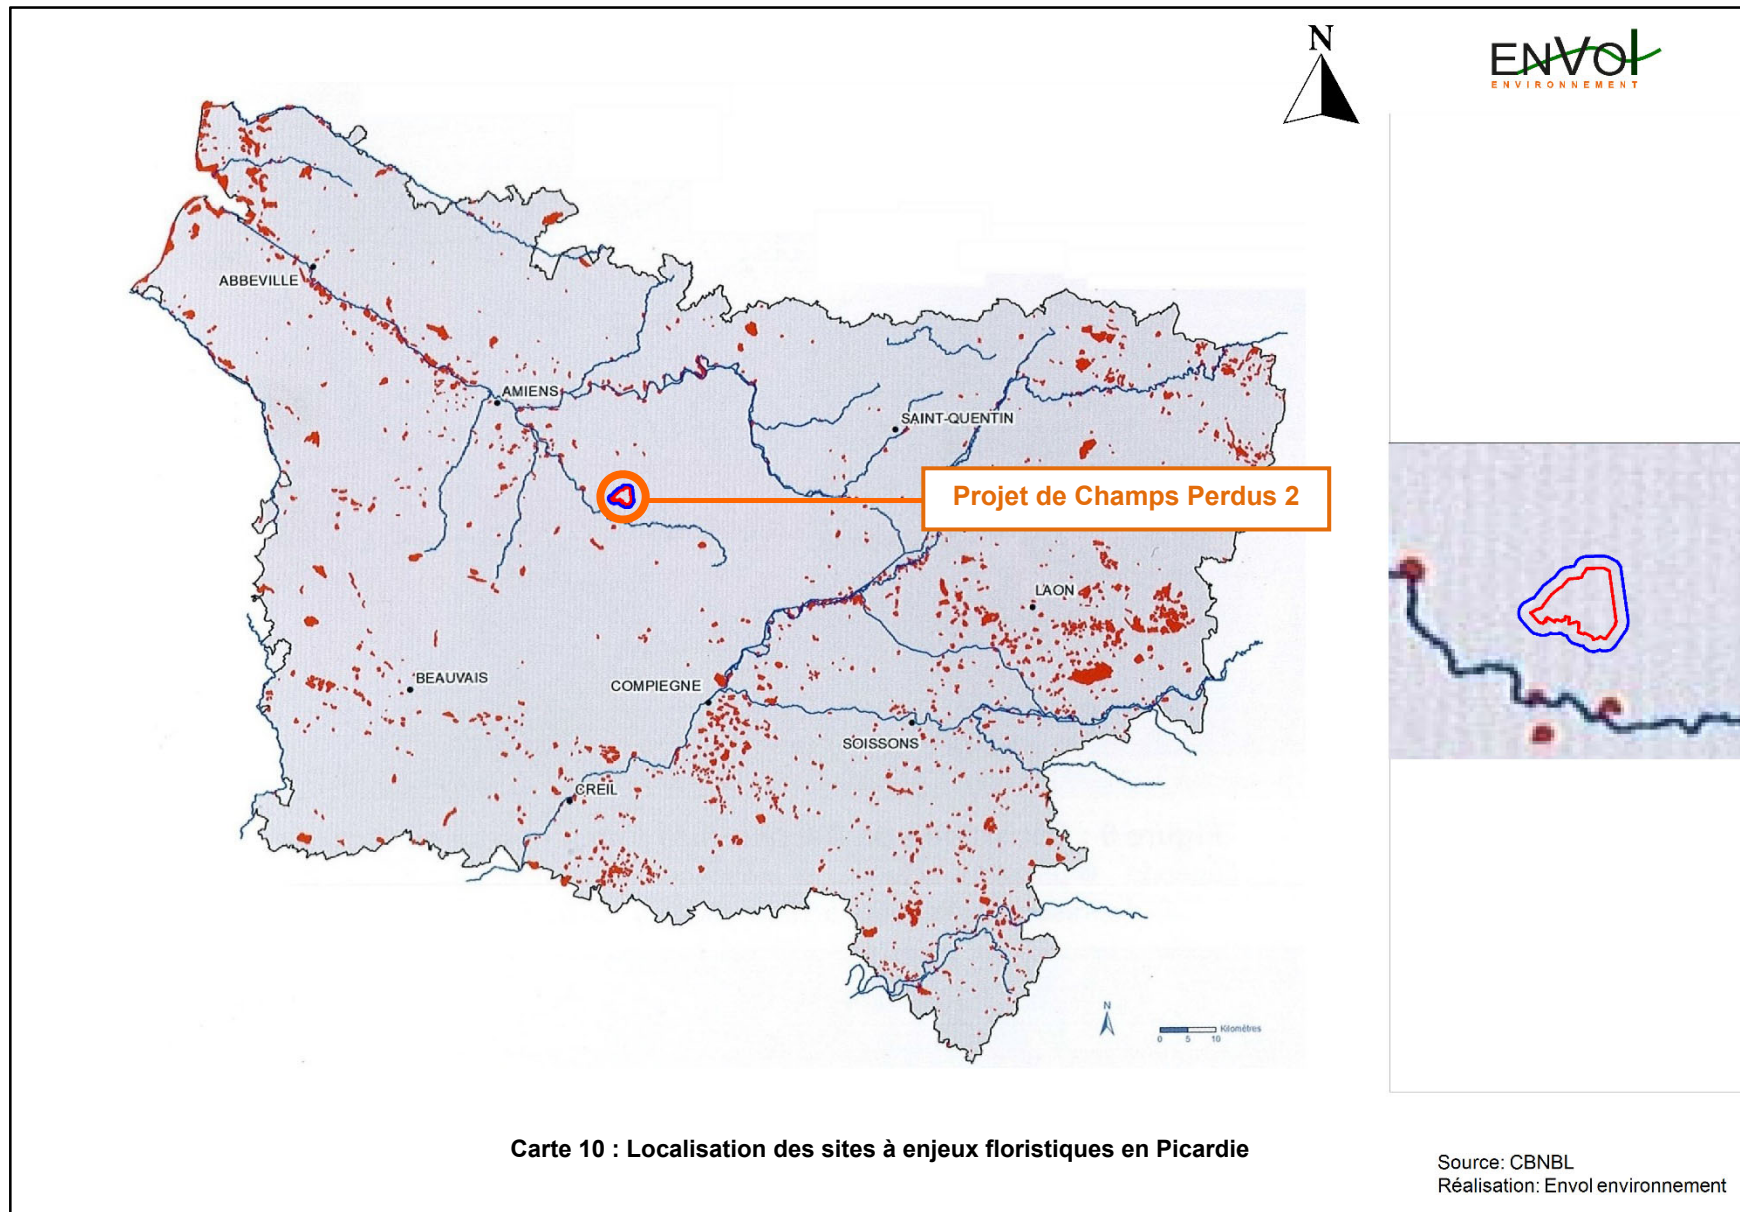 N
ENVOI
ENVIRONNEMENT
ABBEVILLE
AMIENS
SAINT-QUENTIN
Projet de Champs Perdus 2
LAON
BEAUVAIS
COMPIEGNE
SOISSONS
CREIL
N
Kilomètres
0 5 10
Carte 10 : Localisation des sites à enjeux floristiques en Picardie
Source: CBNBL
Réalisation: Envol environnement